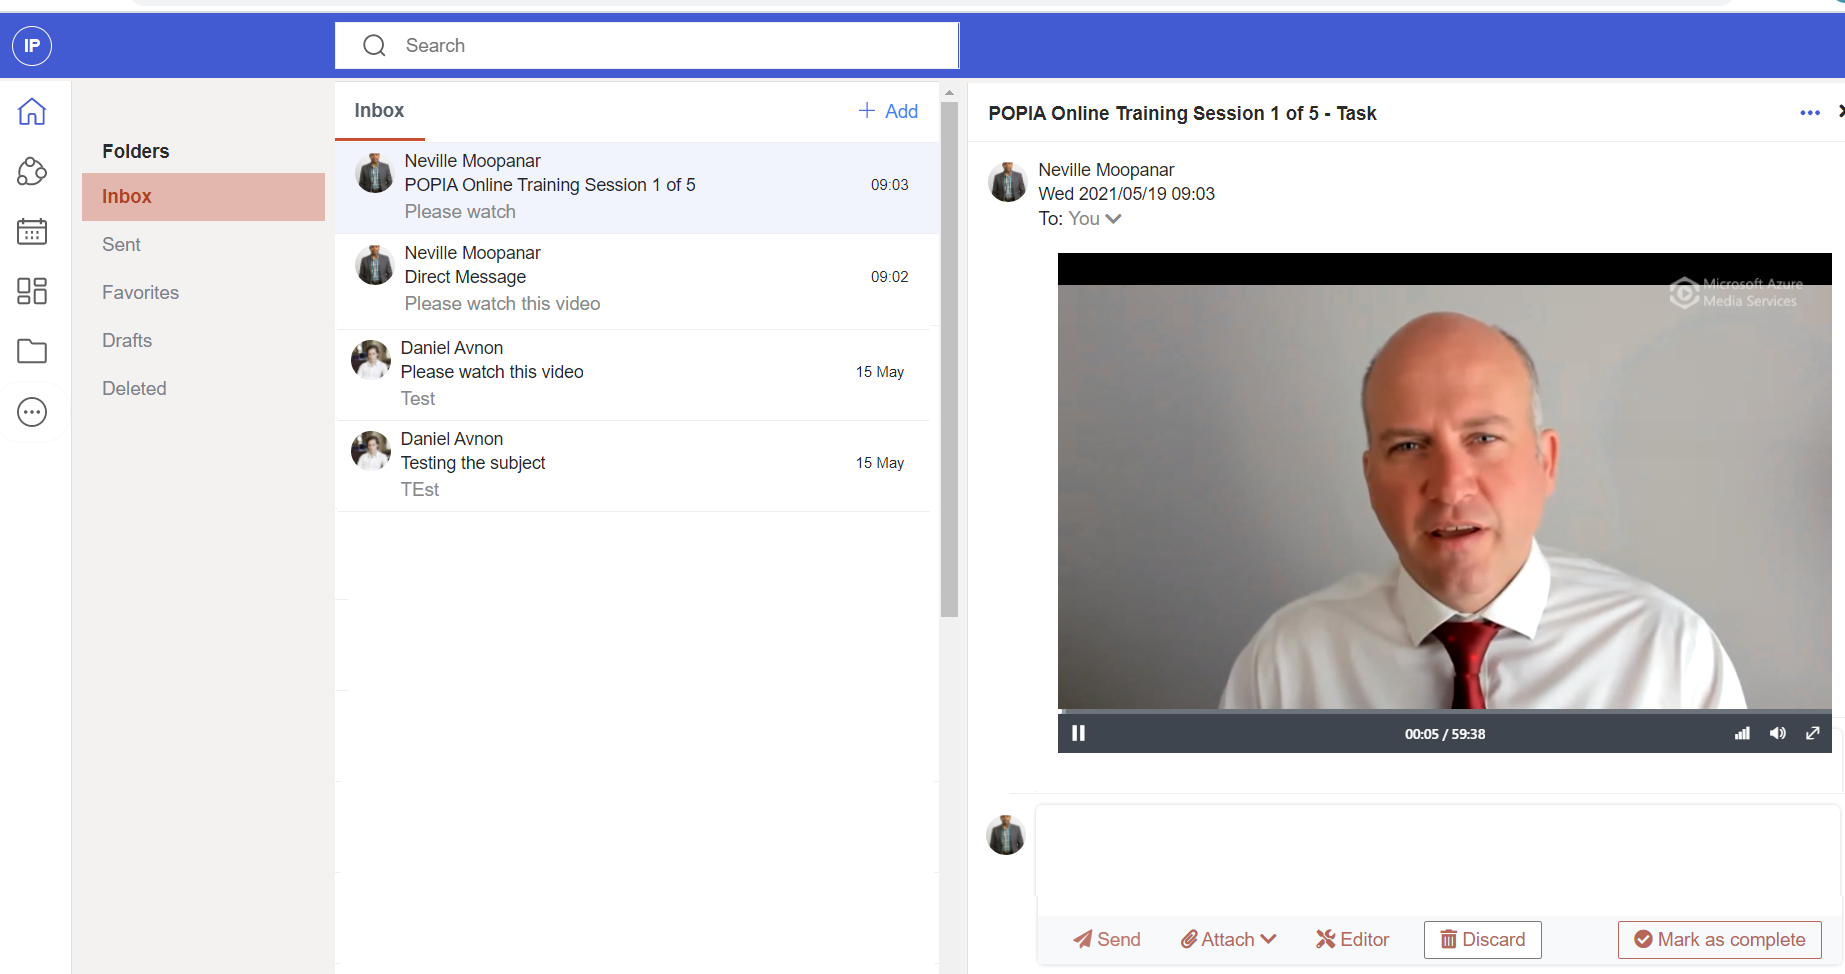 IP
Search
Folders
Inbox
Sent
Favorites
Drafts
Deleted
Inbox
Add
Neville Moopanar
POPIA Online Training Session 1 of 5
09:03
Please watch
Neville Moopanar
Direct Message
09:02
Please watch this video
Daniel Avnon
Please watch this video
15 May
Test
Daniel Avnon
Testing the subject
15 May
TEst
POPIA Online Training Session 1 of 5 - Task
Neville Moopanar
Wed 2021/05/19 09:03
To: You
Microsoft Azure
Media Services
00:05 / 59:38
Send
Attach
Editor
Discard
Mark as complete